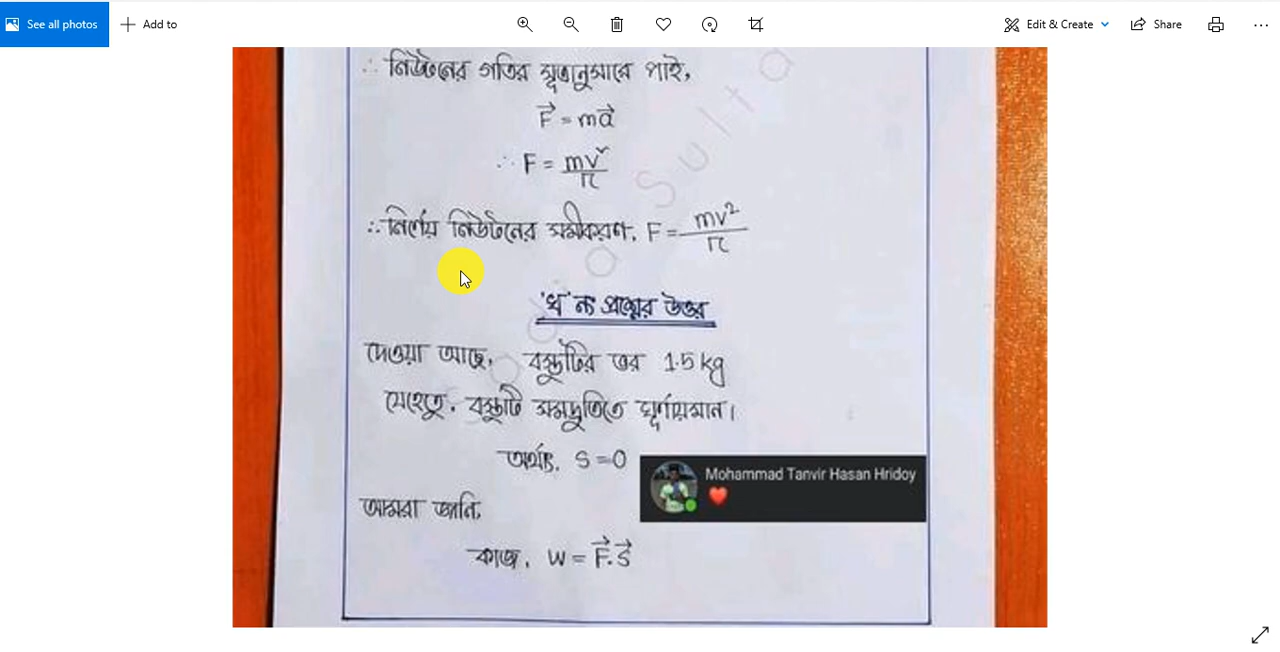 See all photos
Add to
Edit & Create
Share
∴ নিউটনের গতির সূত্রানুসারে পাই,
F⃗ = ma⃗
∴ F = mv²/r
∴ নির্ণেয় নিউটনের সমীকরণ, F = mv²/r
'খ' নং প্রশ্নের উত্তর
দেওয়া আছে, বস্তুটির ভর 1.5 kg
যেহেতু, বস্তুটি সমদ্রুতিতে ঘূর্ণায়মান।
অর্থাৎ, S = 0
Mohammad Tanvir Hasan Hridoy
আমরা জানি,
কাজ, W = F⃗.S⃗